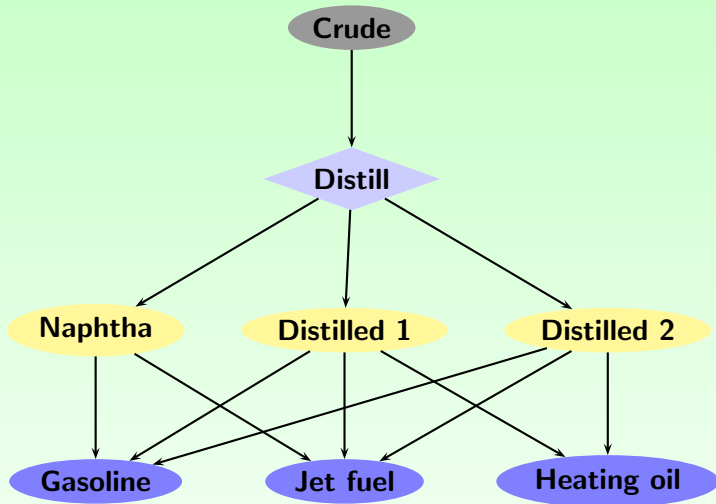 Crude
Distill
Naphtha
Distilled 1
Distilled 2
Gasoline
Jet fuel
Heating oil